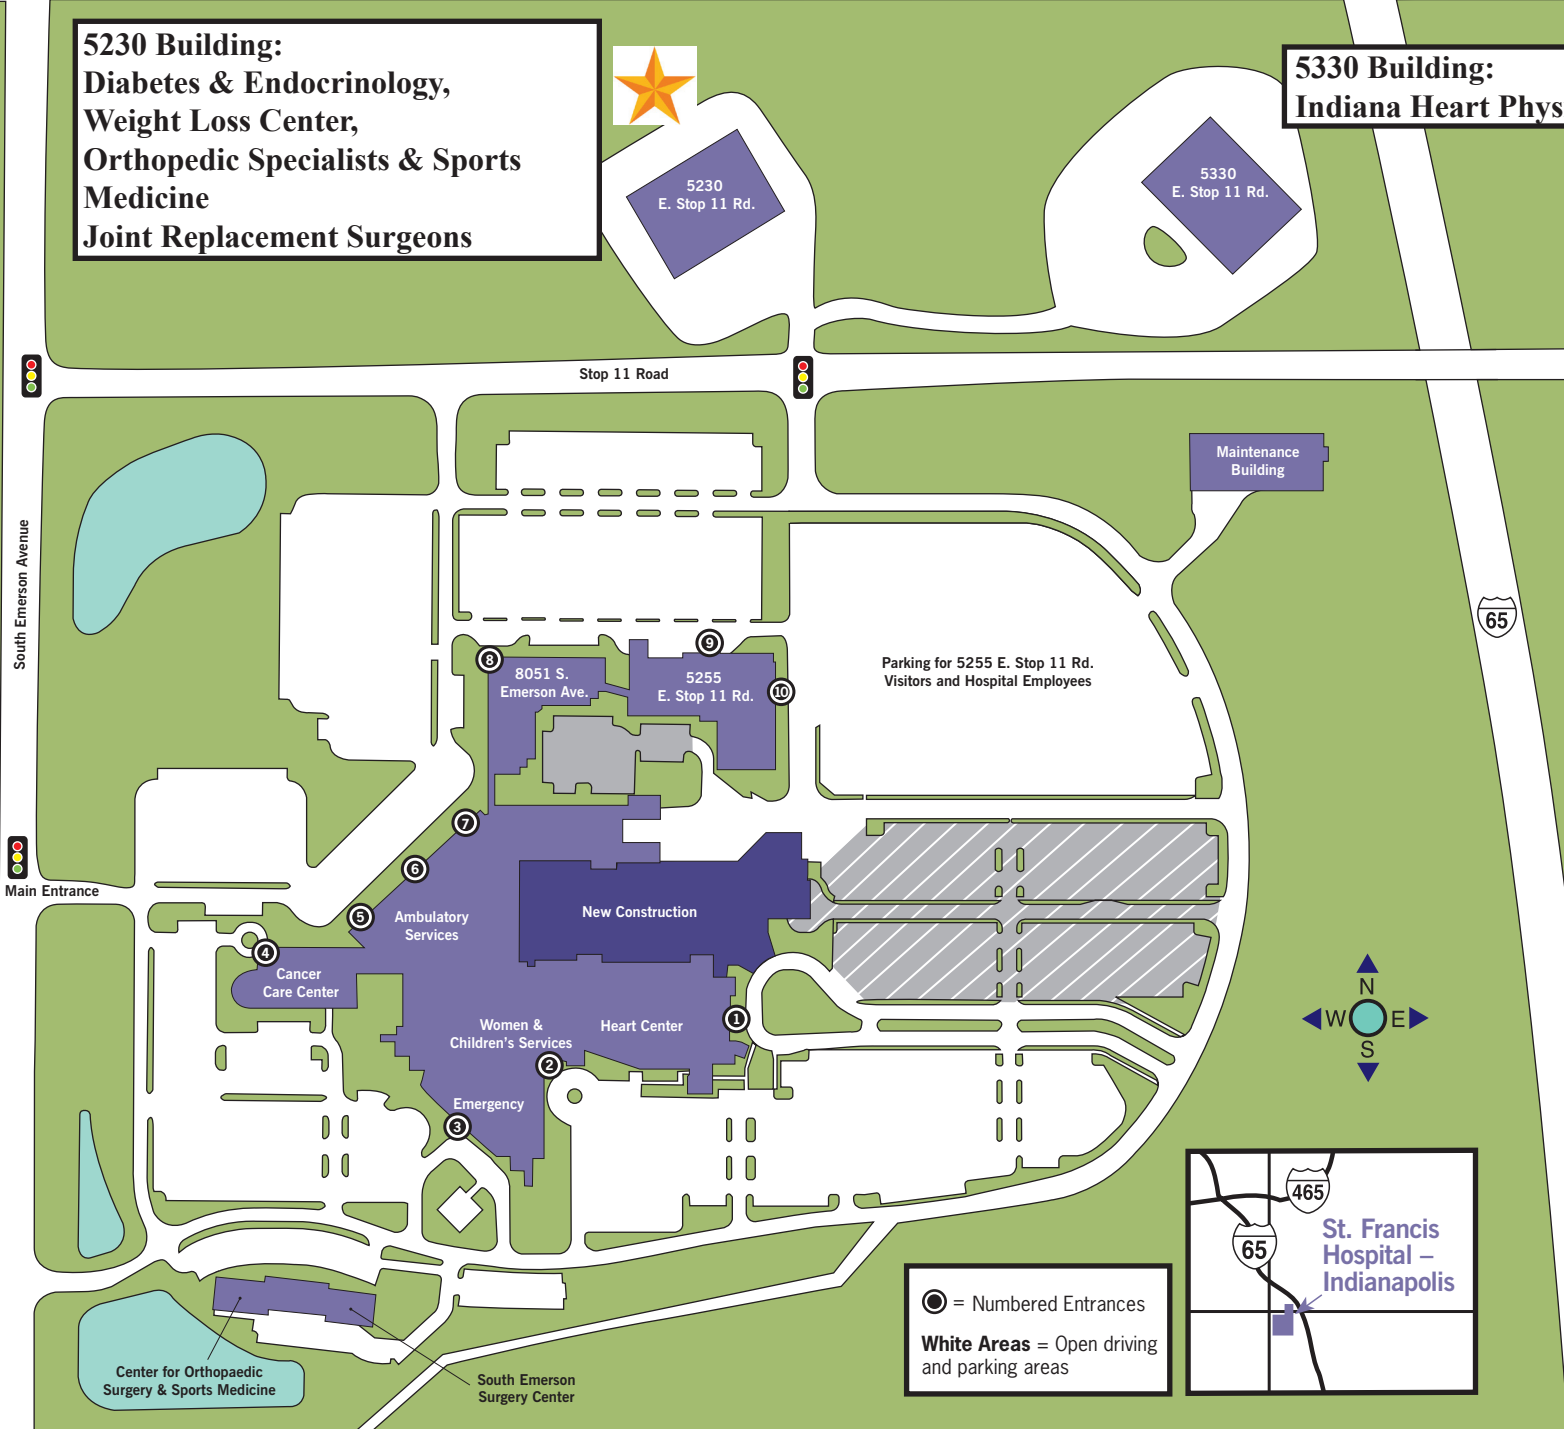 5230 Building:
Diabetes & Endocrinology,
Weight Loss Center,
Orthopedic Specialists & Sports
Medicine
Joint Replacement Surgeons
5330 Building:
Indiana Heart Phys
5230
E. Stop 11 Rd.
5330
E. Stop 11 Rd.
Stop 11 Road
Maintenance
Building
South Emerson Avenue
65
9
8
8051 S.
Emerson Ave.
5255
E. Stop 11 Rd.
10
Parking for 5255 E. Stop 11 Rd.
Visitors and Hospital Employees
7
6
Main Entrance
5
Ambulatory
Services
New Construction
4
Cancer
Care Center
N
W
E
S
1
Women &
Children's Services
Heart Center
2
Emergency
3
465
65
St. Francis
Hospital –
Indianapolis
= Numbered Entrances
White Areas = Open driving
and parking areas
Center for Orthopaedic
Surgery & Sports Medicine
South Emerson
Surgery Center